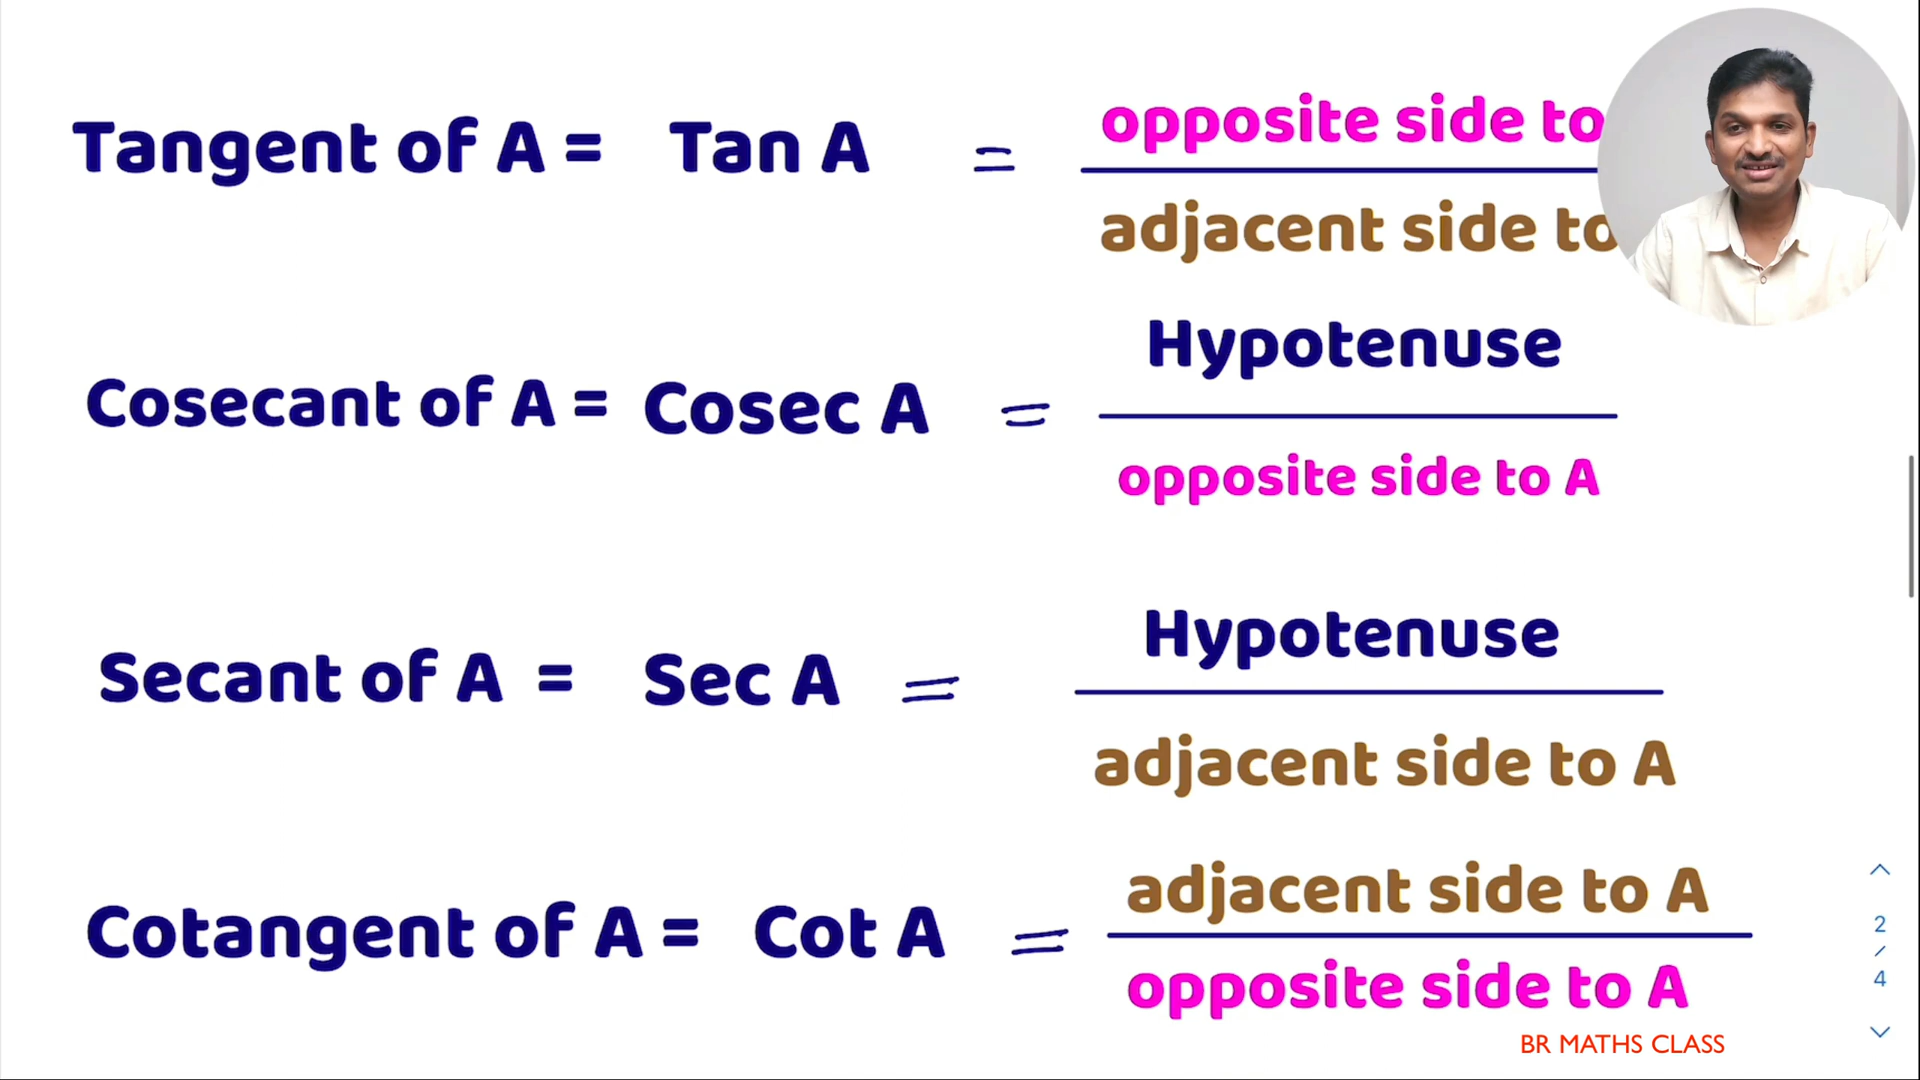 Tangent of A = Tan A = opposite side to
adjacent side to
Cosecant of A = Cosec A = Hypotenuse
opposite side to A
Secant of A = Sec A = Hypotenuse
adjacent side to A
Cotangent of A = Cot A = adjacent side to A
opposite side to A
2
/
4
BR MATHS CLASS